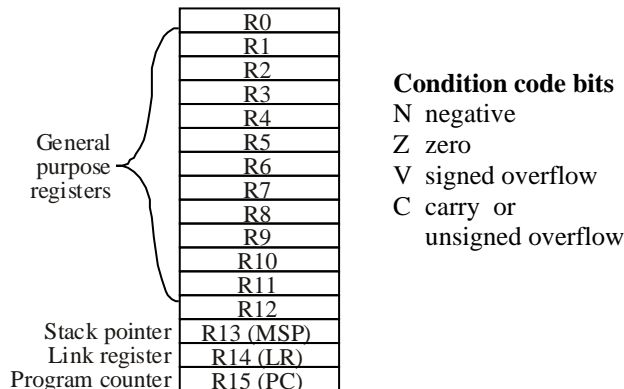 R0
R1
R2
R3
R4
R5
R6
R7
R8
R9
R10
R11
R12
R13 (MSP)
R14 (LR)
R15 (PC)
General
purpose
registers
Stack pointer
Link register
Program counter
Condition code bits
N negative
Z zero
V signed overflow
C carry or
unsigned overflow